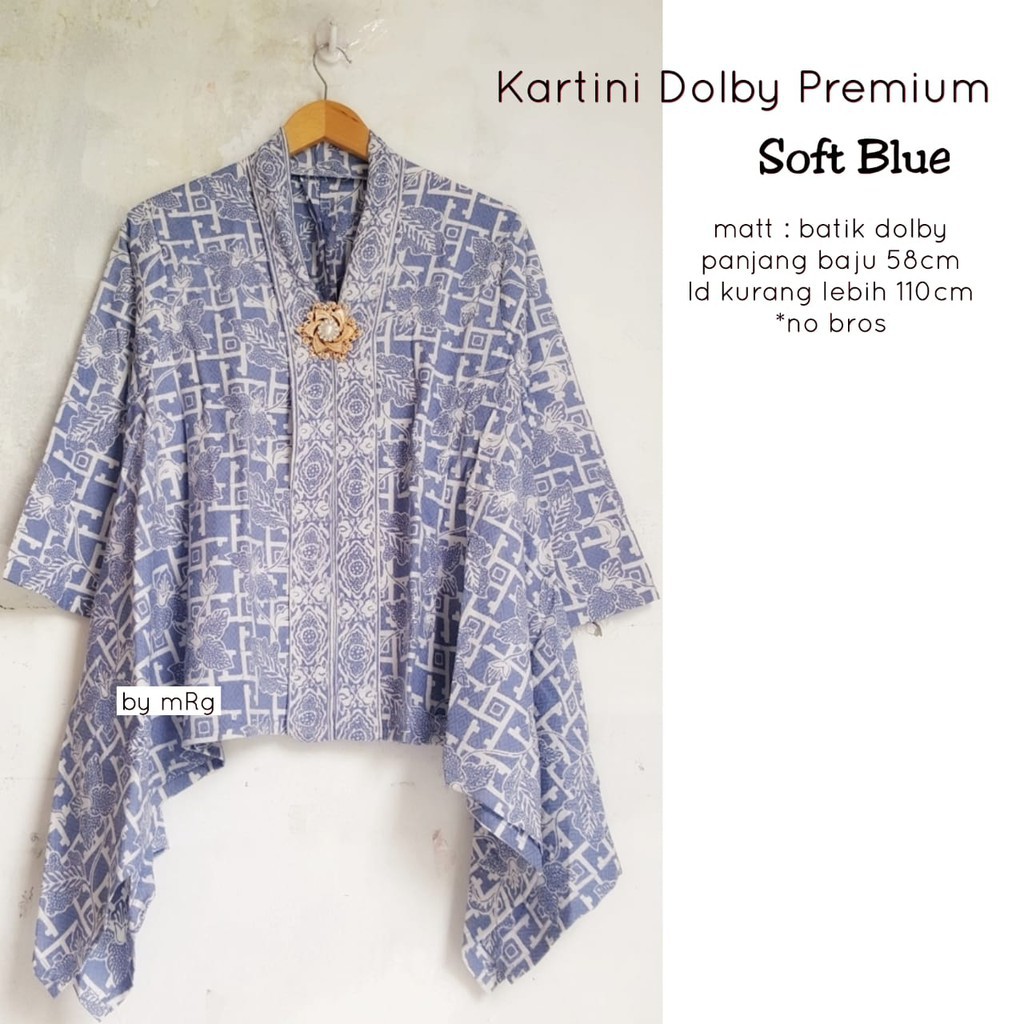 Kartini Dolby Premium
Soft Blue
matt : batik dolby
panjang baju 58cm
ld kurang lebih 110cm
*no bros
by mRg